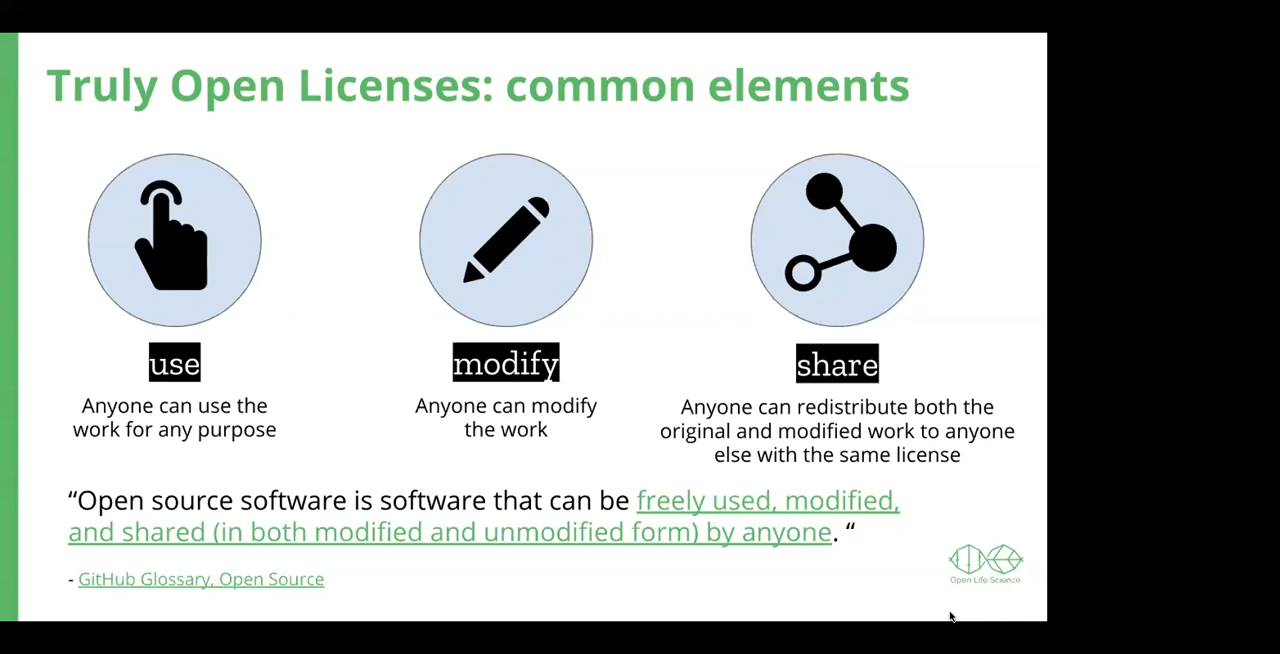 Truly Open Licenses: common elements
use
Anyone can use the
work for any purpose
modify
Anyone can modify
the work
share
Anyone can redistribute both the
original and modified work to anyone
else with the same license
“Open source software is software that can be freely used, modified,
and shared (in both modified and unmodified form) by anyone. “
- GitHub Glossary, Open Source
Open Life Science